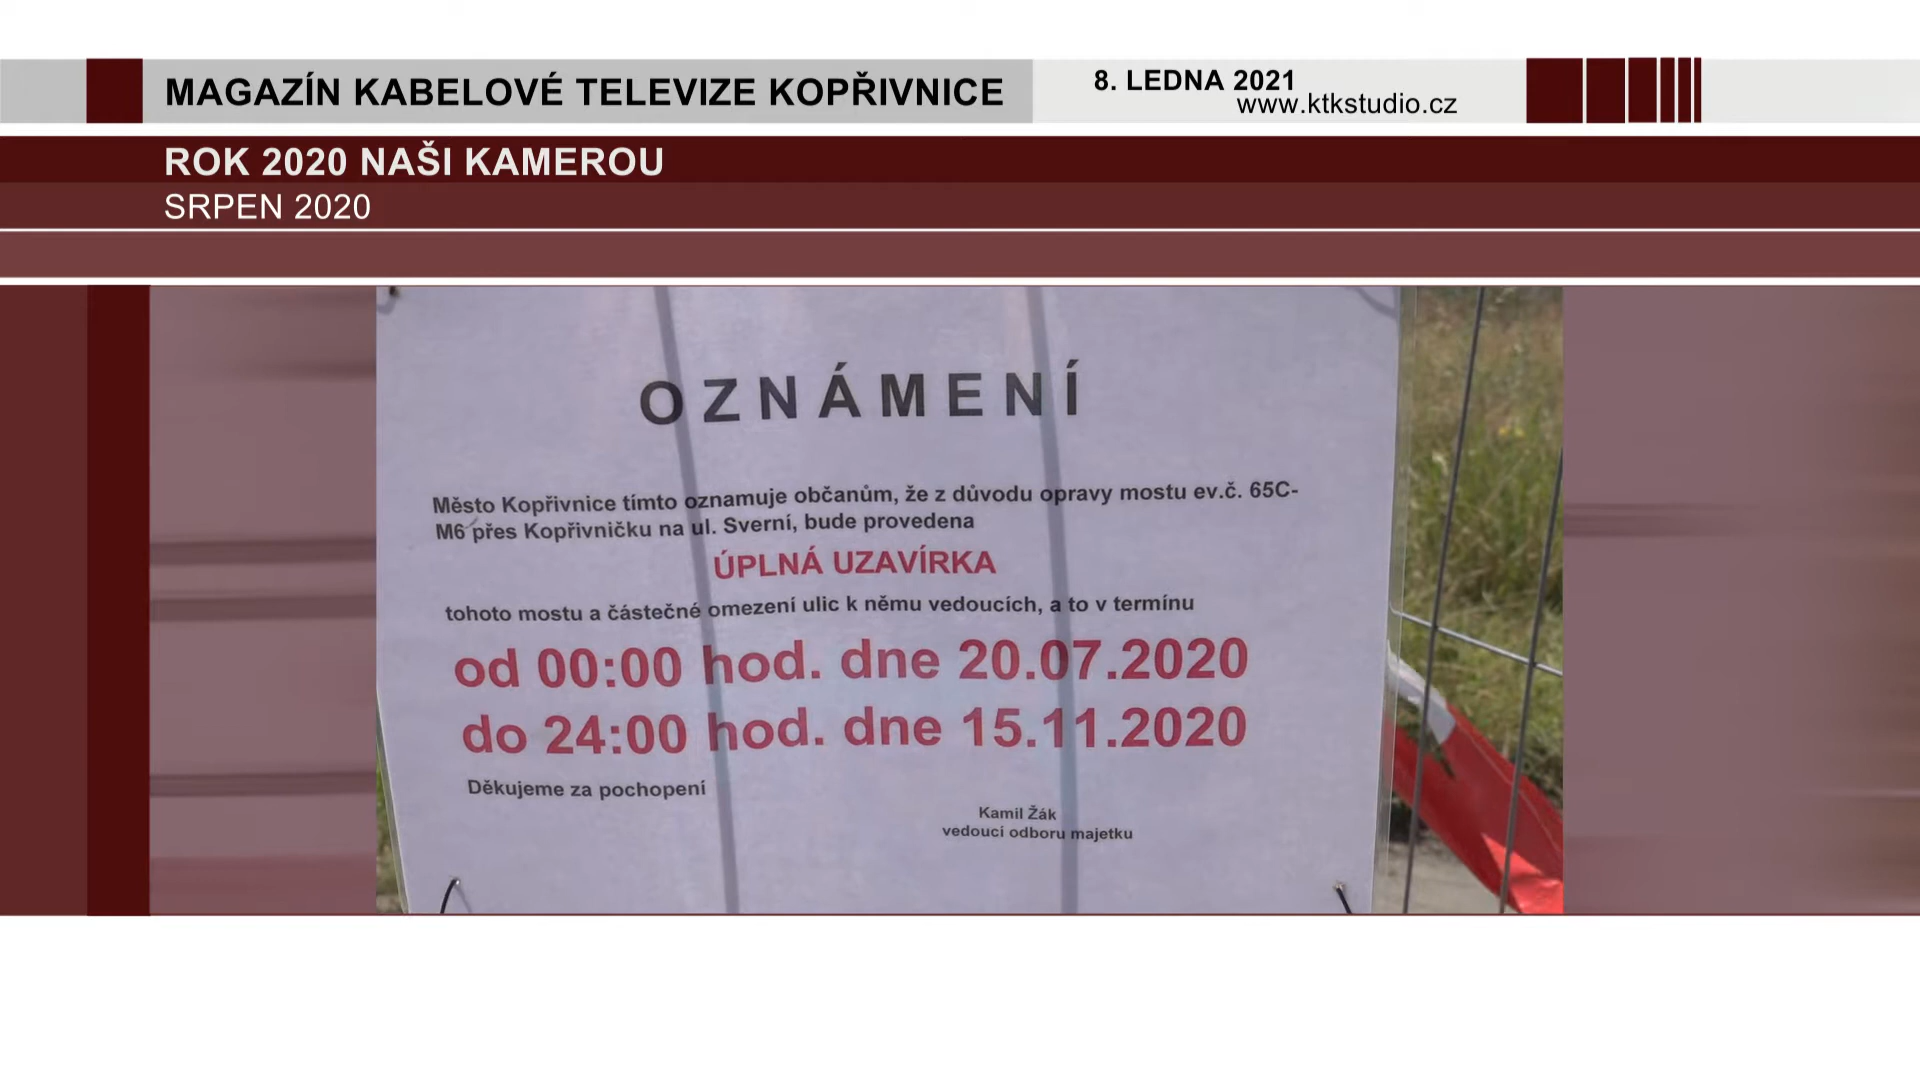 MAGAZÍN KABELOVÉ TELEVIZE KOPŘIVNICE
8. LEDNA 2021
www.ktkstudio.cz
ROK 2020 NAŠI KAMEROU
SRPEN 2020
OZNÁMENÍ
Město Kopřivnice tímto oznamuje občanům, že z důvodu opravy mostu ev.č. 65C-
M6 přes Kopřivničku na ul. Sverní, bude provedena
ÚPLNÁ UZAVÍRKA
tohoto mostu a částečné omezení ulic k němu vedoucích, a to v termínu
od 00:00 hod. dne 20.07.2020
do 24:00 hod. dne 15.11.2020
Děkujeme za pochopení
Kamil Žák
vedoucí odboru majetku